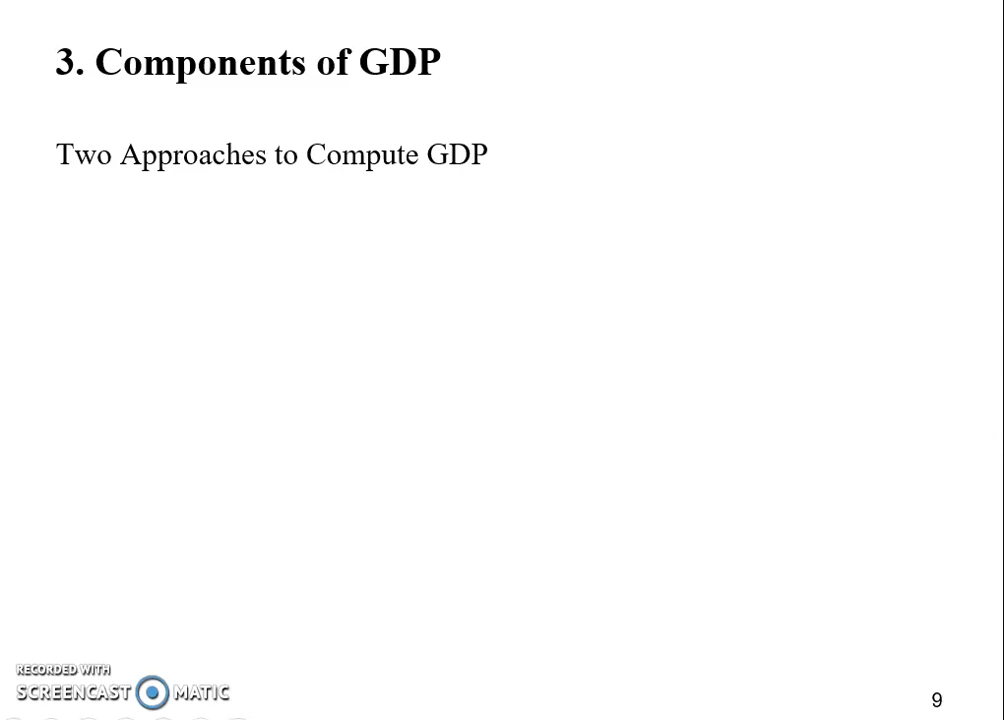 3. Components of GDP
Two Approaches to Compute GDP
RECORDED WITH
SCREENCAST MATIC
9